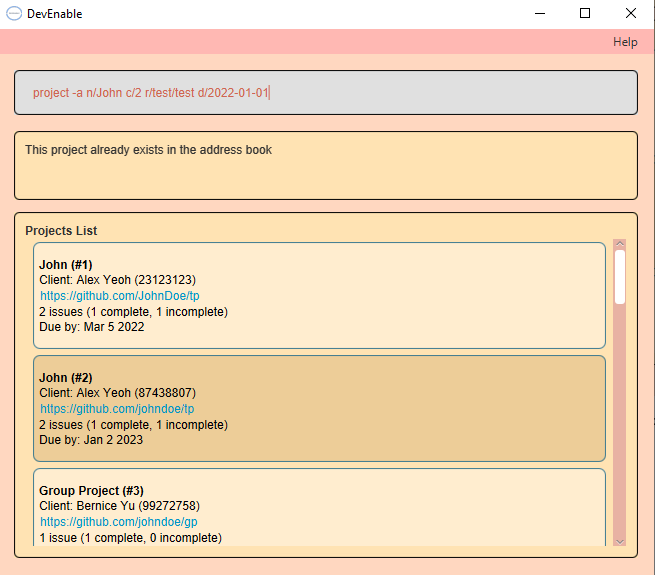 DevEnable
Help
project -a n/John c/2 r/test/test d/2022-01-01
This project already exists in the address book
Projects List
John (#1)
Client: Alex Yeoh (23123123)
https://github.com/JohnDoe/tp
2 issues (1 complete, 1 incomplete)
Due by: Mar 5 2022
John (#2)
Client: Alex Yeoh (87438807)
https://github.com/johndoe/tp
2 issues (1 complete, 1 incomplete)
Due by: Jan 2 2023
Group Project (#3)
Client: Bernice Yu (99272758)
https://github.com/johndoe/gp
1 issue (1 complete, 0 incomplete)